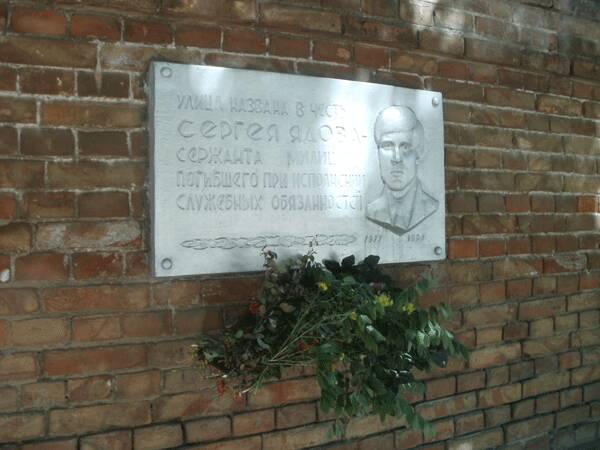 УЛИЦА НАЗВАНА В ЧЕСТЬ
СЕРГЕЯ ЯДОВА-
СЕРЖАНТА МИЛИЦИИ
ПОГИБШЕГО ПРИ ИСПОЛНЕНИИ
СЛУЖЕБНЫХ ОБЯЗАННОСТЕЙ